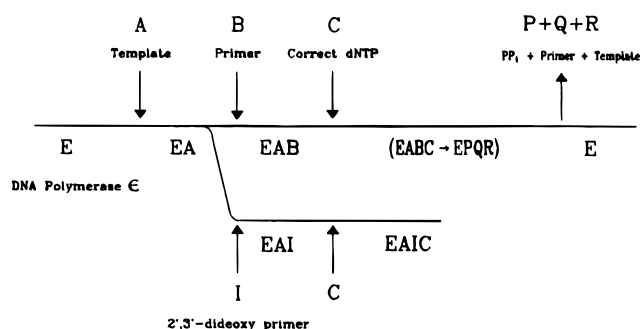 A B C P+Q+R
Template Primer Correct dNTP PPi + Primer + Template
E EA EAB (EABC → EPQR) E
DNA Polymerase ϵ
EAI EAIC
I C
2',3'-dideoxy primer